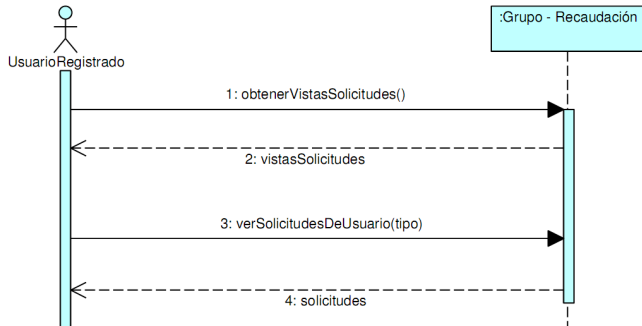 :Grupo - Recaudación
UsuarioRegistrado
1: obtenerVistasSolicitudes()
2: vistasSolicitudes
3: verSolicitudesDeUsuario(tipo)
4: solicitudes